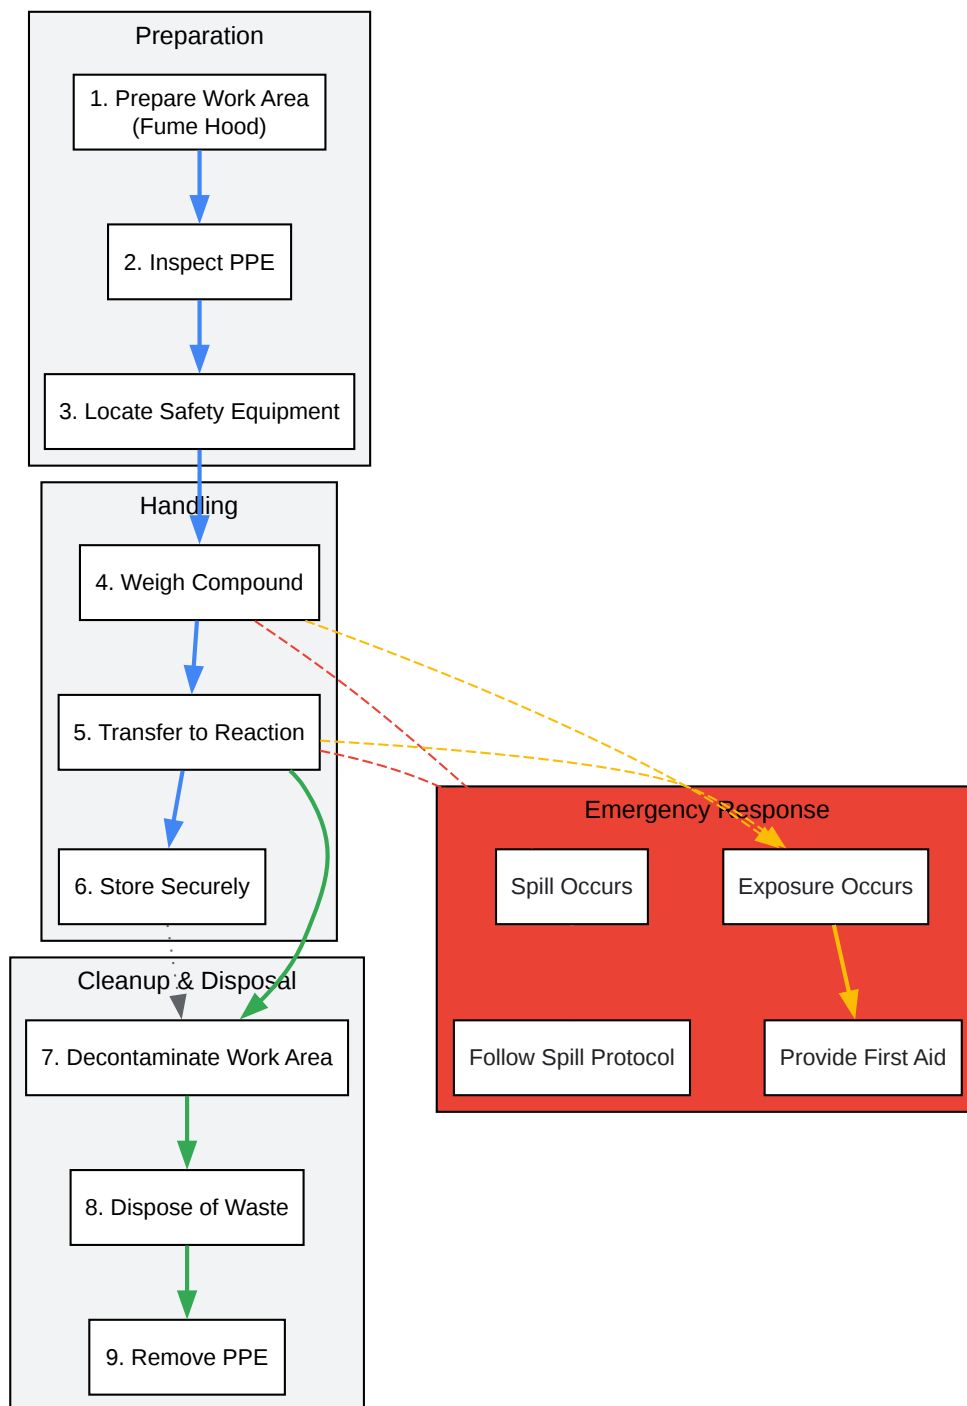 Preparation
1. Prepare Work Area
(Fume Hood)
2. Inspect PPE
3. Locate Safety Equipment
Handling
4. Weigh Compound
5. Transfer to Reaction
6. Store Securely
Emergency Response
Spill Occurs
Exposure Occurs
Follow Spill Protocol
Provide First Aid
Cleanup & Disposal
7. Decontaminate Work Area
8. Dispose of Waste
9. Remove PPE